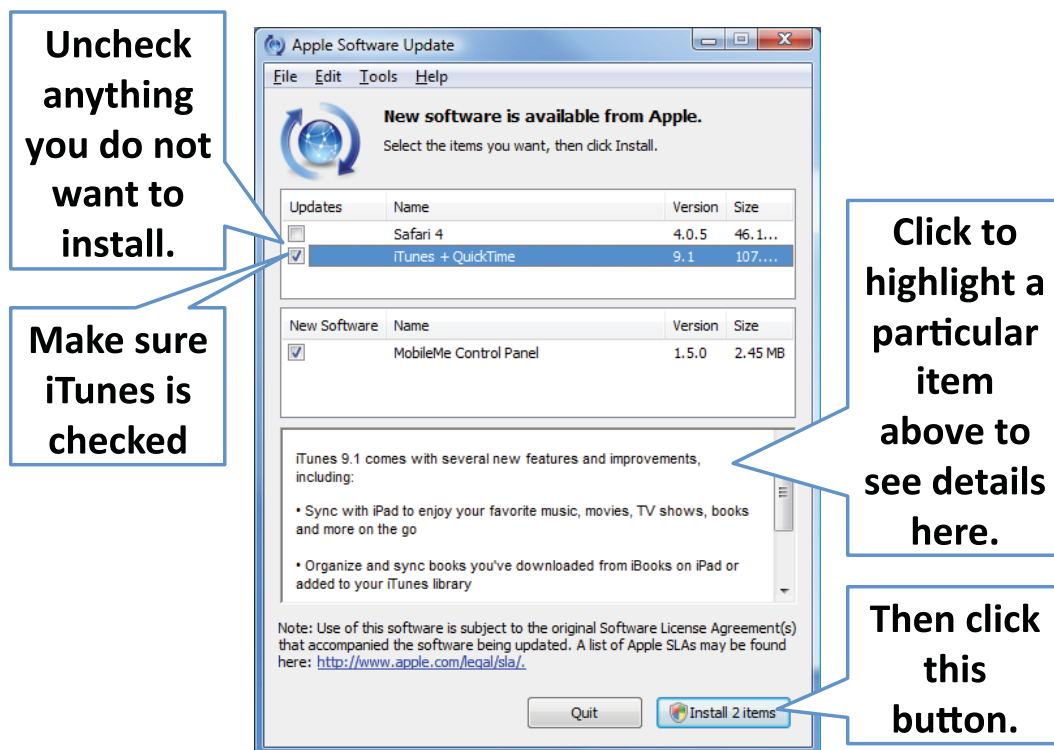 Uncheck
anything
you do not
want to
install.
Make sure
iTunes is
checked
Apple Software Update
File Edit Tools Help
New software is available from Apple.
Select the items you want, then click Install.
Updates Name Version Size
Safari 4 4.0.5 46.1...
iTunes + QuickTime 9.1 107....
New Software Name Version Size
MobileMe Control Panel 1.5.0 2.45 MB
iTunes 9.1 comes with several new features and improvements,
including:
• Sync with iPad to enjoy your favorite music, movies, TV shows, books
and more on the go
• Organize and sync books you've downloaded from iBooks on iPad or
added to your iTunes library
Note: Use of this software is subject to the original Software License Agreement(s)
that accompanied the software being updated. A list of Apple SLAs may be found
here: http://www.apple.com/legal/sla/.
Quit Install 2 items
Click to
highlight a
particular
item
above to
see details
here.
Then click
this
button.